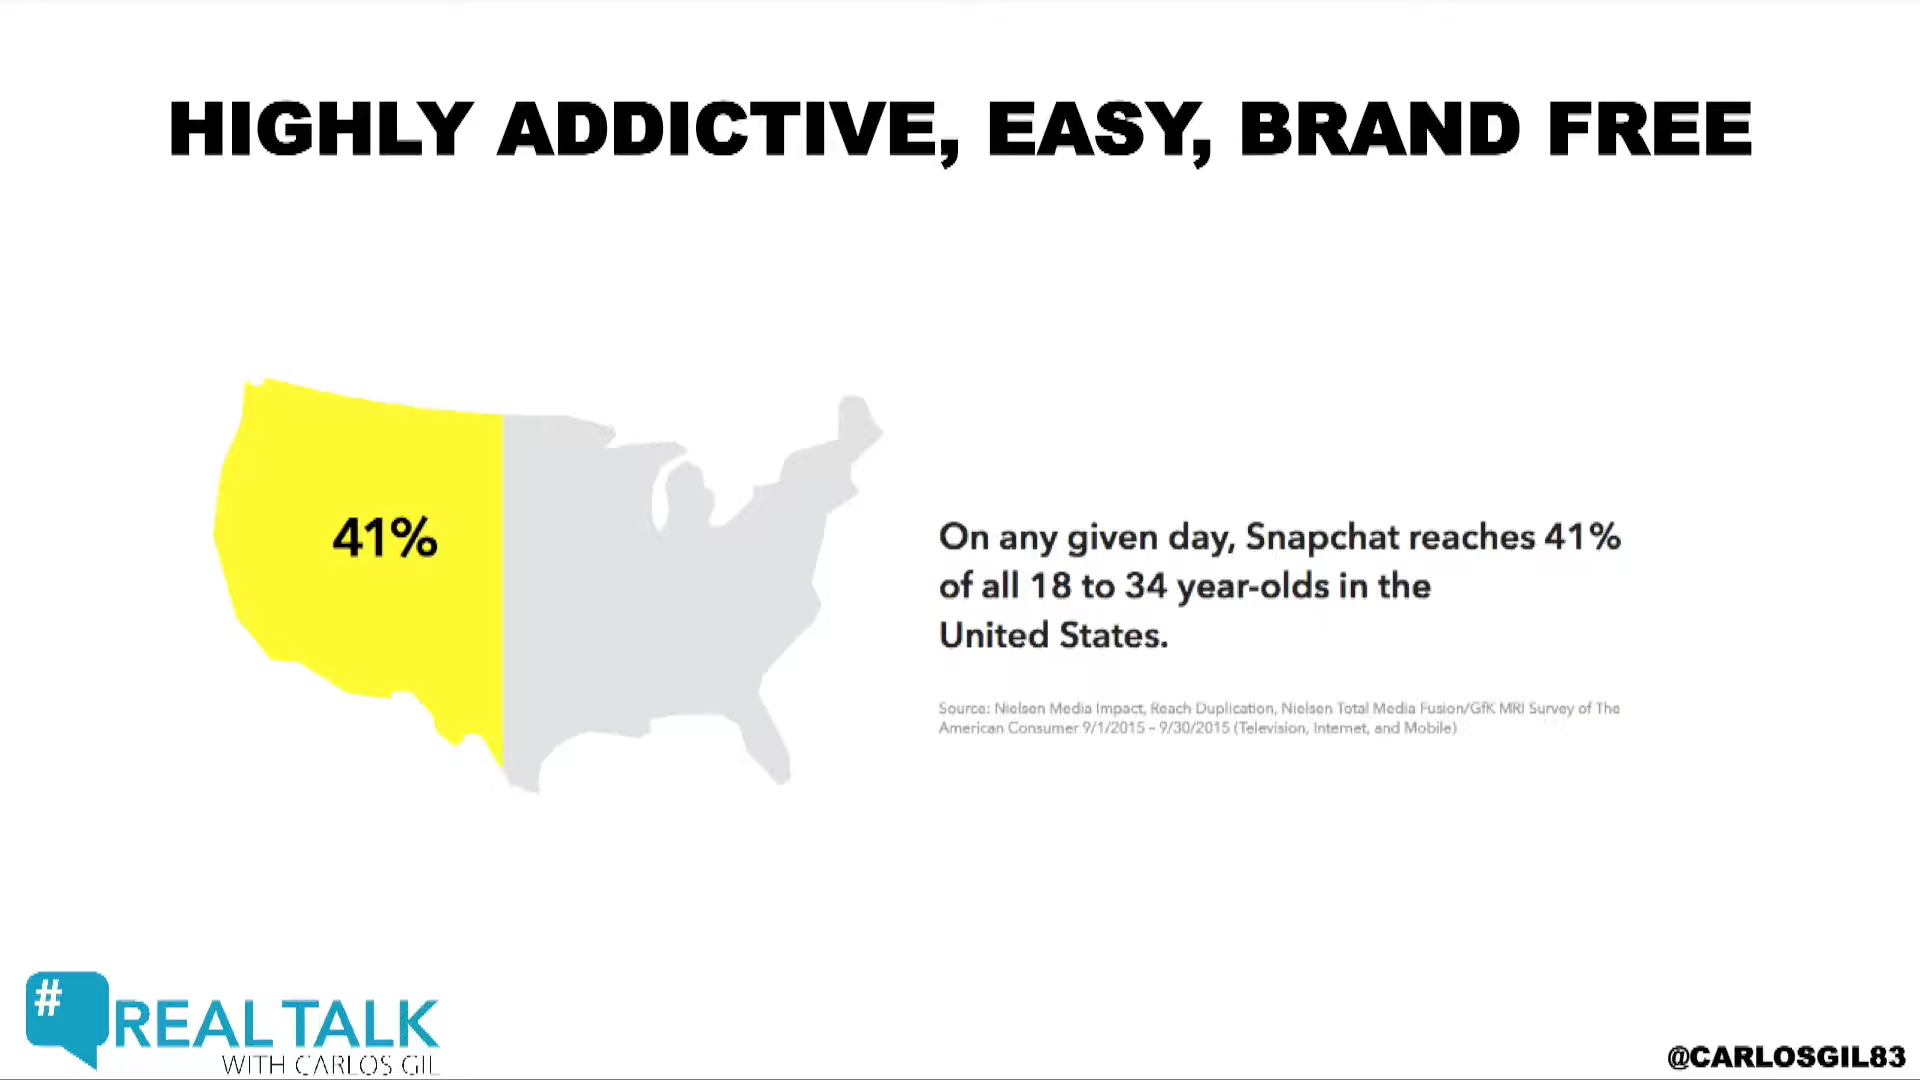 HIGHLY ADDICTIVE, EASY, BRAND FREE
41%
On any given day, Snapchat reaches 41%
of all 18 to 34 year-olds in the
United States.
Source: Nielsen Media Impact, Reach Duplication, Nielsen Total Media Fusion/GfK MRI Survey of The
American Consumer 9/1/2015 – 9/30/2015 (Television, Internet, and Mobile)
#
REAL TALK
WITH CARLOS GIL
@CARLOSGIL83